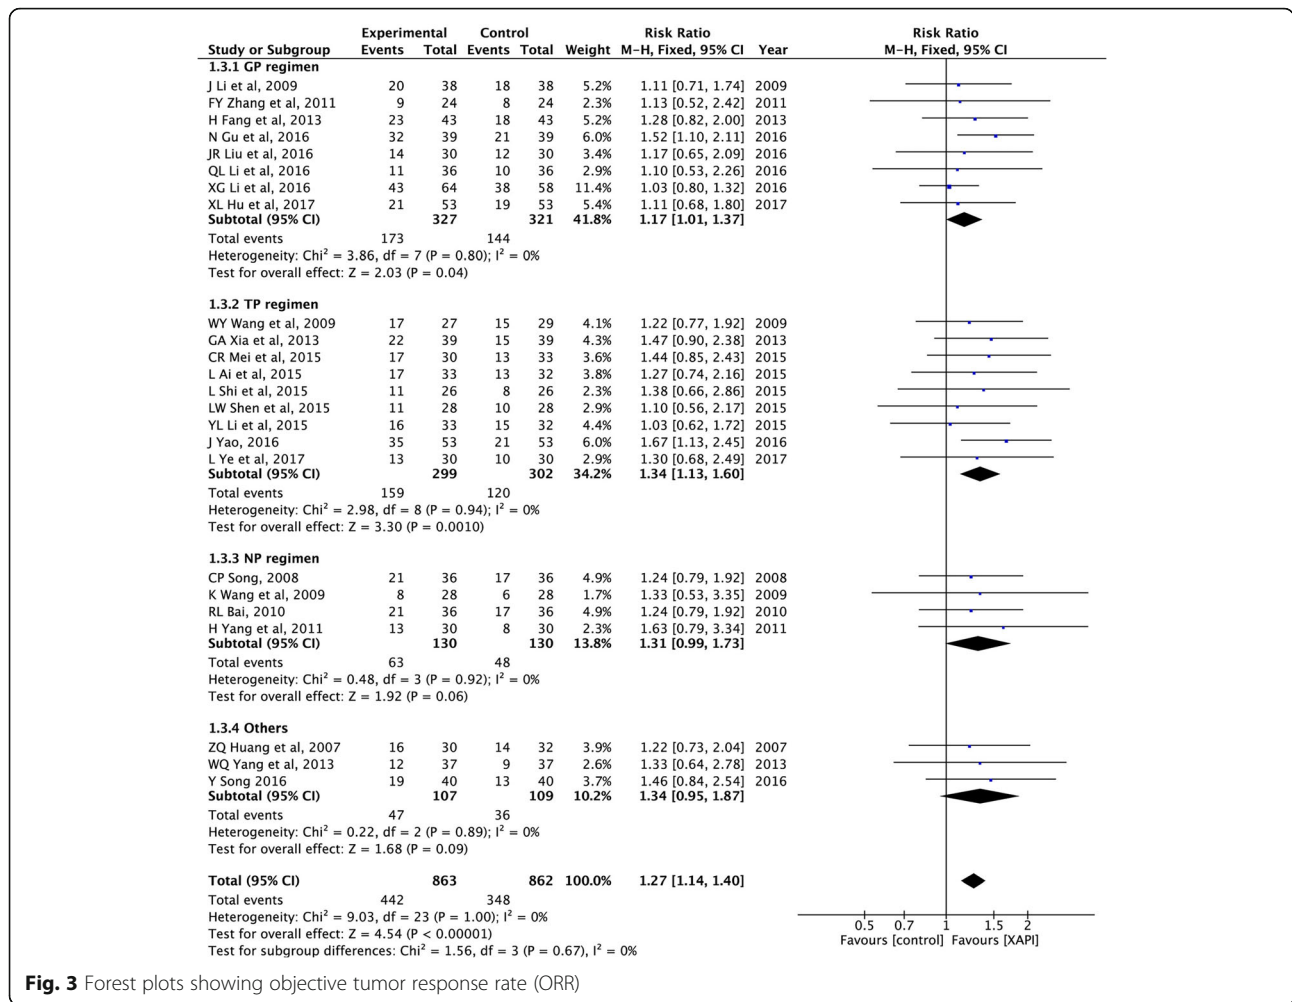 Experimental Control Risk Ratio Risk Ratio
Study or Subgroup Events Total Events Total Weight M-H, Fixed, 95% CI Year M-H, Fixed, 95% CI
1.3.1 GP regimen
J Li et al, 2009 20 38 18 38 5.2% 1.11 [0.71, 1.74] 2009
FY Zhang et al, 2011 9 24 8 24 2.3% 1.13 [0.52, 2.42] 2011
H Fang et al, 2013 23 43 18 43 5.2% 1.28 [0.82, 2.00] 2013
N Gu et al, 2016 32 39 21 39 6.0% 1.52 [1.10, 2.11] 2016
JR Liu et al, 2016 14 30 12 30 3.4% 1.17 [0.65, 2.09] 2016
QL Li et al, 2016 11 36 10 36 2.9% 1.10 [0.53, 2.26] 2016
XG Li et al, 2016 43 64 38 58 11.4% 1.03 [0.80, 1.32] 2016
XL Hu et al, 2017 21 53 19 53 5.4% 1.11 [0.68, 1.80] 2017
Subtotal (95% CI) 327 321 41.8% 1.17 [1.01, 1.37]
Total events 173 144
Heterogeneity: Chi² = 3.86, df = 7 (P = 0.80); I² = 0%
Test for overall effect: Z = 2.03 (P = 0.04)
1.3.2 TP regimen
WY Wang et al, 2009 17 27 15 29 4.1% 1.22 [0.77, 1.92] 2009
GA Xia et al, 2013 22 39 15 39 4.3% 1.47 [0.90, 2.38] 2013
CR Mei et al, 2015 17 30 13 33 3.6% 1.44 [0.85, 2.43] 2015
L Ai et al, 2015 17 33 13 32 3.8% 1.27 [0.74, 2.16] 2015
L Shi et al, 2015 11 26 8 26 2.3% 1.38 [0.66, 2.86] 2015
LW Shen et al, 2015 11 28 10 28 2.9% 1.10 [0.56, 2.17] 2015
YL Li et al, 2015 16 33 15 32 4.4% 1.03 [0.62, 1.72] 2015
J Yao, 2016 35 53 21 53 6.0% 1.67 [1.13, 2.45] 2016
L Ye et al, 2017 13 30 10 30 2.9% 1.30 [0.68, 2.49] 2017
Subtotal (95% CI) 299 302 34.2% 1.34 [1.13, 1.60]
Total events 159 120
Heterogeneity: Chi² = 2.98, df = 8 (P = 0.94); I² = 0%
Test for overall effect: Z = 3.30 (P = 0.0010)
1.3.3 NP regimen
CP Song, 2008 21 36 17 36 4.9% 1.24 [0.79, 1.92] 2008
K Wang et al, 2009 8 28 6 28 1.7% 1.33 [0.53, 3.35] 2009
RL Bai, 2010 21 36 17 36 4.9% 1.24 [0.79, 1.92] 2010
H Yang et al, 2011 13 30 8 30 2.3% 1.63 [0.79, 3.34] 2011
Subtotal (95% CI) 130 130 13.8% 1.31 [0.99, 1.73]
Total events 63 48
Heterogeneity: Chi² = 0.48, df = 3 (P = 0.92); I² = 0%
Test for overall effect: Z = 1.92 (P = 0.06)
1.3.4 Others
ZQ Huang et al, 2007 16 30 14 32 3.9% 1.22 [0.73, 2.04] 2007
WQ Yang et al, 2013 12 37 9 37 2.6% 1.33 [0.64, 2.78] 2013
Y Song 2016 19 40 13 40 3.7% 1.46 [0.84, 2.54] 2016
Subtotal (95% CI) 107 109 10.2% 1.34 [0.95, 1.87]
Total events 47 36
Heterogeneity: Chi² = 0.22, df = 2 (P = 0.89); I² = 0%
Test for overall effect: Z = 1.68 (P = 0.09)
Total (95% CI) 863 862 100.0% 1.27 [1.14, 1.40]
Total events 442 348
Heterogeneity: Chi² = 9.03, df = 23 (P = 1.00); I² = 0%
Test for overall effect: Z = 4.54 (P < 0.00001)
Test for subgroup differences: Chi² = 1.56, df = 3 (P = 0.67), I² = 0%
0.5 0.7 1 1.5 2
Favours [control] Favours [XAPI]
Fig. 3 Forest plots showing objective tumor response rate (ORR)